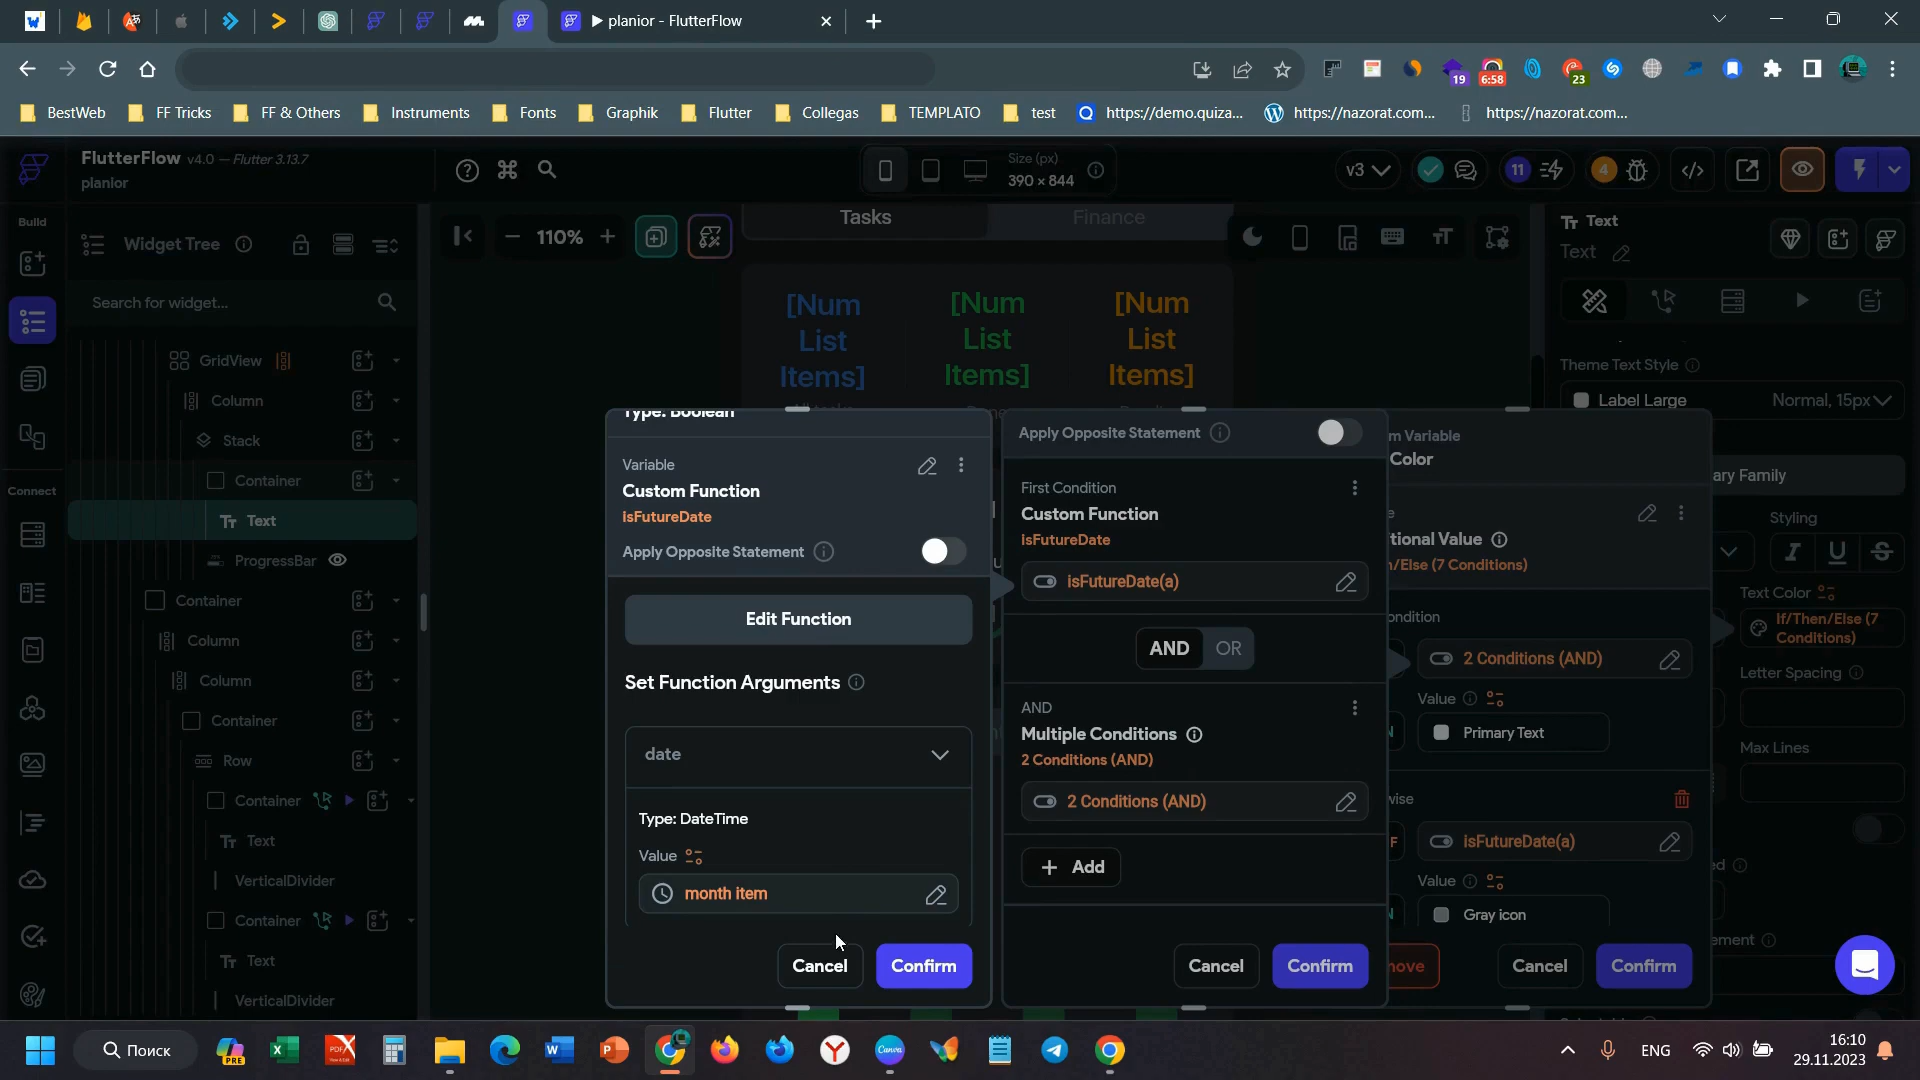 planior - FlutterFlow
19
6:58
23
BestWeb
FF Tricks
FF & Others
Instruments
Fonts
Graphik
Flutter
Collegas
TEMPLATO
test
https://demo.quiza...
https://nazorat.com...
https://nazorat.com...
FlutterFlow v4.0 – Flutter 3.13.7
planior
Size (px)
390 × 844
v3
11
4
Build
Widget Tree
Search for widget...
GridView
Column
Stack
Container
Connect
Text
ProgressBar
Container
Column
Column
Container
Row
Container
Text
VerticalDivider
Container
Text
VerticalDivider
110%
Tasks
Finance
[Num
List
Items]
[Num
List
Items]
[Num
List
Items]
Type: Boolean
Variable
Custom Function
isFutureDate
Apply Opposite Statement
Edit Function
Set Function Arguments
date
Type: DateTime
Value
month item
Cancel
Confirm
Apply Opposite Statement
First Condition
Custom Function
isFutureDate
isFutureDate(a)
AND
OR
AND
Multiple Conditions
2 Conditions (AND)
2 Conditions (AND)
+ Add
Cancel
Confirm
m Variable
Color
tional Value
n/Else (7 Conditions)
ondition
2 Conditions (AND)
Value
Primary Text
wise
isFutureDate(a)
Value
Gray icon
nove
Cancel
Confirm
Text
Text
Theme Text Style
Label Large
Normal, 15px
ary Family
Styling
Text Color
If/Then/Else (7
Conditions)
Letter Spacing
Max Lines
Поиск
PRE
ENG
16:10
29.11.2023